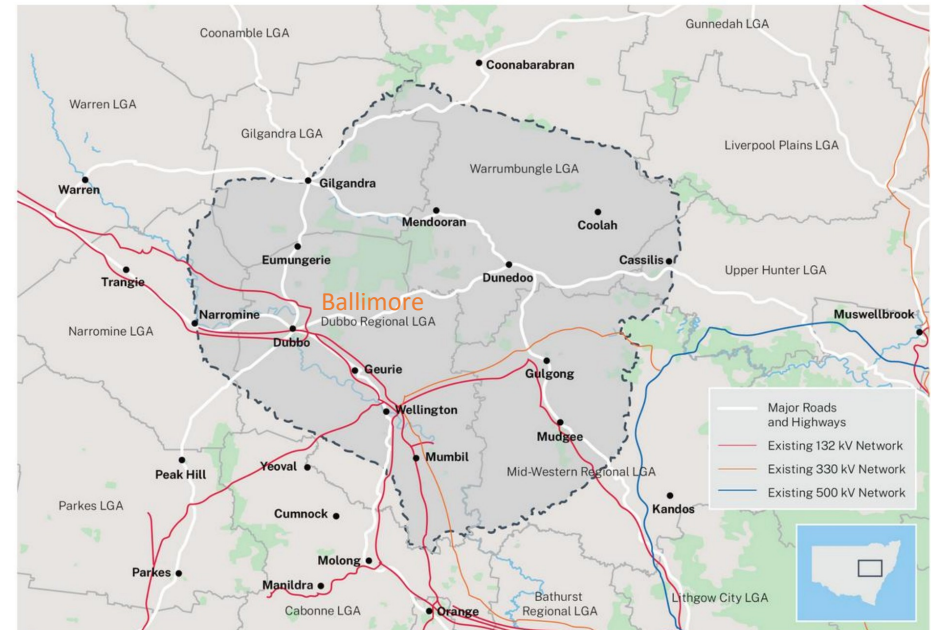 Coonamble LGA
Gunnedah LGA
Coonabarabran
Warren LGA
Gilgandra LGA
Liverpool Plains LGA
Warrumbungle LGA
Warren
Gilgandra
Mendooran
Coolah
Eumungerie
Cassilis
Upper Hunter LGA
Trangie
Dunedoo
Ballimore
Narromine
Dubbo Regional LGA
Muswellbrook
Narromine LGA
Dubbo
Geurie
Gulgong
Wellington
Major Roads
and Highways
Existing 132 kV Network
Existing 330 kV Network
Existing 500 kV Network
Mudgee
Mumbil
Yeoval
Peak Hill
Mid-Western Regional LGA
Kandos
Parkes LGA
Cumnock
Molong
Parkes
Manildra
Cabonne LGA
Orange
Bathurst
Regional LGA
Lithgow City LGA